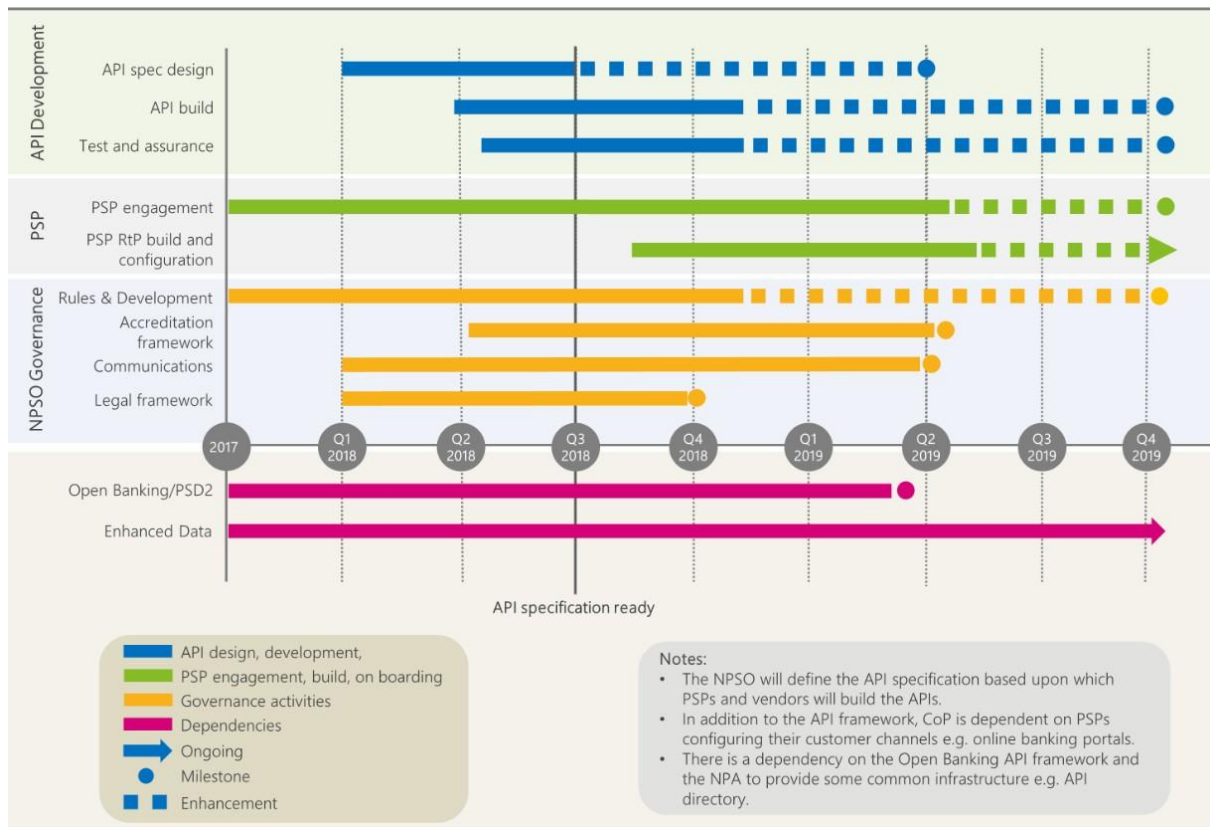 API Development
API spec design
API build
Test and assurance
PSP
PSP engagement
PSP RtP build and
configuration
NPSO Governance
Rules & Development
Accreditation
framework
Communications
Legal framework
2017
Q1
2018
Q2
2018
Q3
2018
Q4
2018
Q1
2019
Q2
2019
Q3
2019
Q4
2019
Open Banking/PSD2
Enhanced Data
API specification ready
API design, development,
PSP engagement, build, on boarding
Governance activities
Dependencies
Ongoing
Milestone
Enhancement
Notes:
• The NPSO will define the API specification based upon which
PSPs and vendors will build the APIs.
• In addition to the API framework, CoP is dependent on PSPs
configuring their customer channels e.g. online banking portals.
• There is a dependency on the Open Banking API framework and
the NPA to provide some common infrastructure e.g. API
directory.